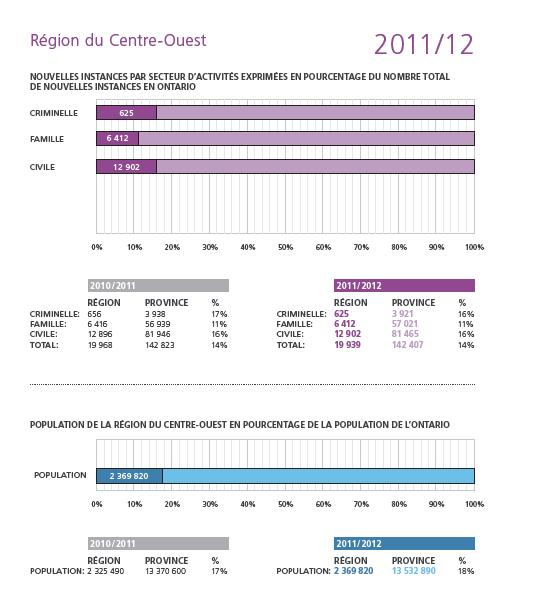 Région du Centre-Ouest
2011/12
NOUVELLES INSTANCES PAR SECTEUR D'ACTIVITÉS EXPRIMÉES EN POURCENTAGE DU NOMBRE TOTAL
DE NOUVELLES INSTANCES EN ONTARIO
CRIMINELLE 625
FAMILLE 6 412
CIVILE 12 902
0% 10% 20% 30% 40% 50% 60% 70% 80% 90% 100%
2010/2011
RÉGION PROVINCE %
CRIMINELLE: 656 3 938 17%
FAMILLE: 6 416 56 939 11%
CIVILE: 12 896 81 946 16%
TOTAL: 19 968 142 823 14%
2011/2012
RÉGION PROVINCE %
CRIMINELLE: 625 3 921 16%
FAMILLE: 6 412 57 021 11%
CIVILE: 12 902 81 465 16%
TOTAL: 19 939 142 407 14%
POPULATION DE LA RÉGION DU CENTRE-OUEST EN POURCENTAGE DE LA POPULATION DE L'ONTARIO
POPULATION 2 369 820
0% 10% 20% 30% 40% 50% 60% 70% 80% 90% 100%
2010/2011
RÉGION PROVINCE %
POPULATION: 2 325 490 13 370 600 17%
2011/2012
RÉGION PROVINCE %
POPULATION: 2 369 820 13 532 890 18%